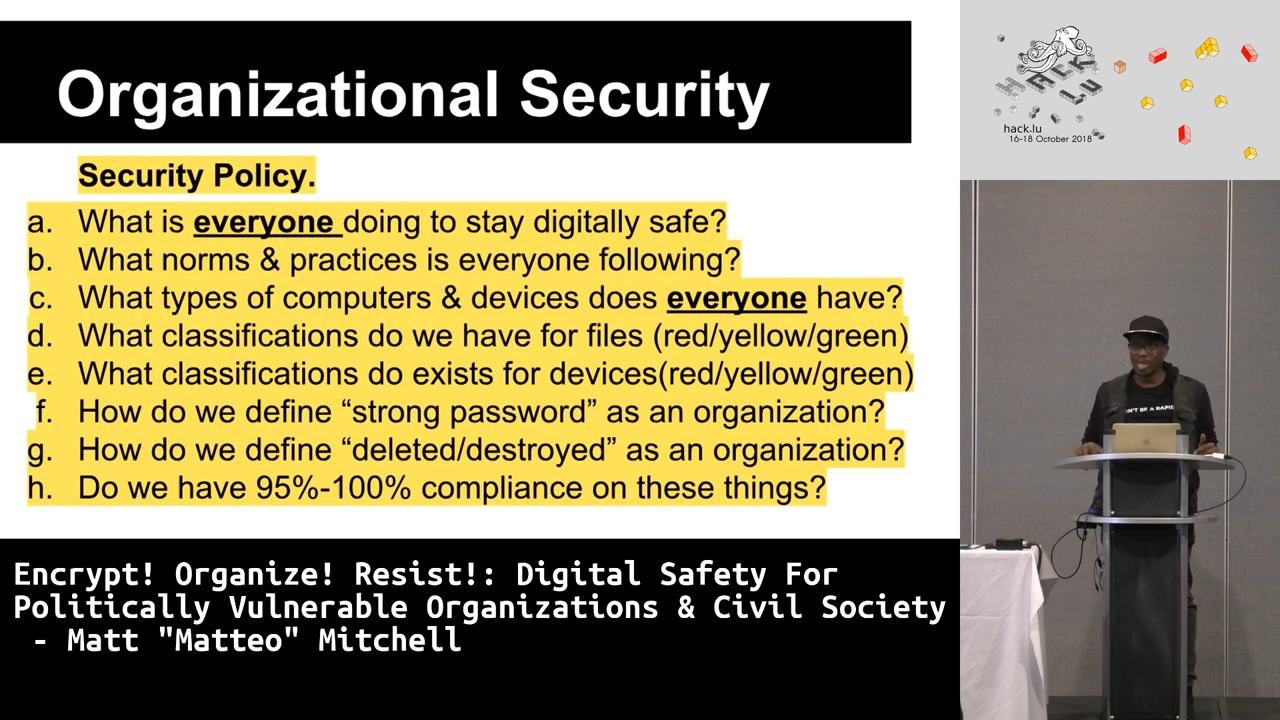 Organizational Security
Security Policy.
a. What is everyone doing to stay digitally safe?
b. What norms & practices is everyone following?
c. What types of computers & devices does everyone have?
d. What classifications do we have for files (red/yellow/green)
e. What classifications do exists for devices(red/yellow/green)
f. How do we define “strong password” as an organization?
g. How do we define “deleted/destroyed” as an organization?
h. Do we have 95%-100% compliance on these things?
Encrypt! Organize! Resist!: Digital Safety For
Politically Vulnerable Organizations & Civil Society
- Matt "Matteo" Mitchell
HACK
LU
hack.lu
16-18 October 2018
N'T BE A RAPIS